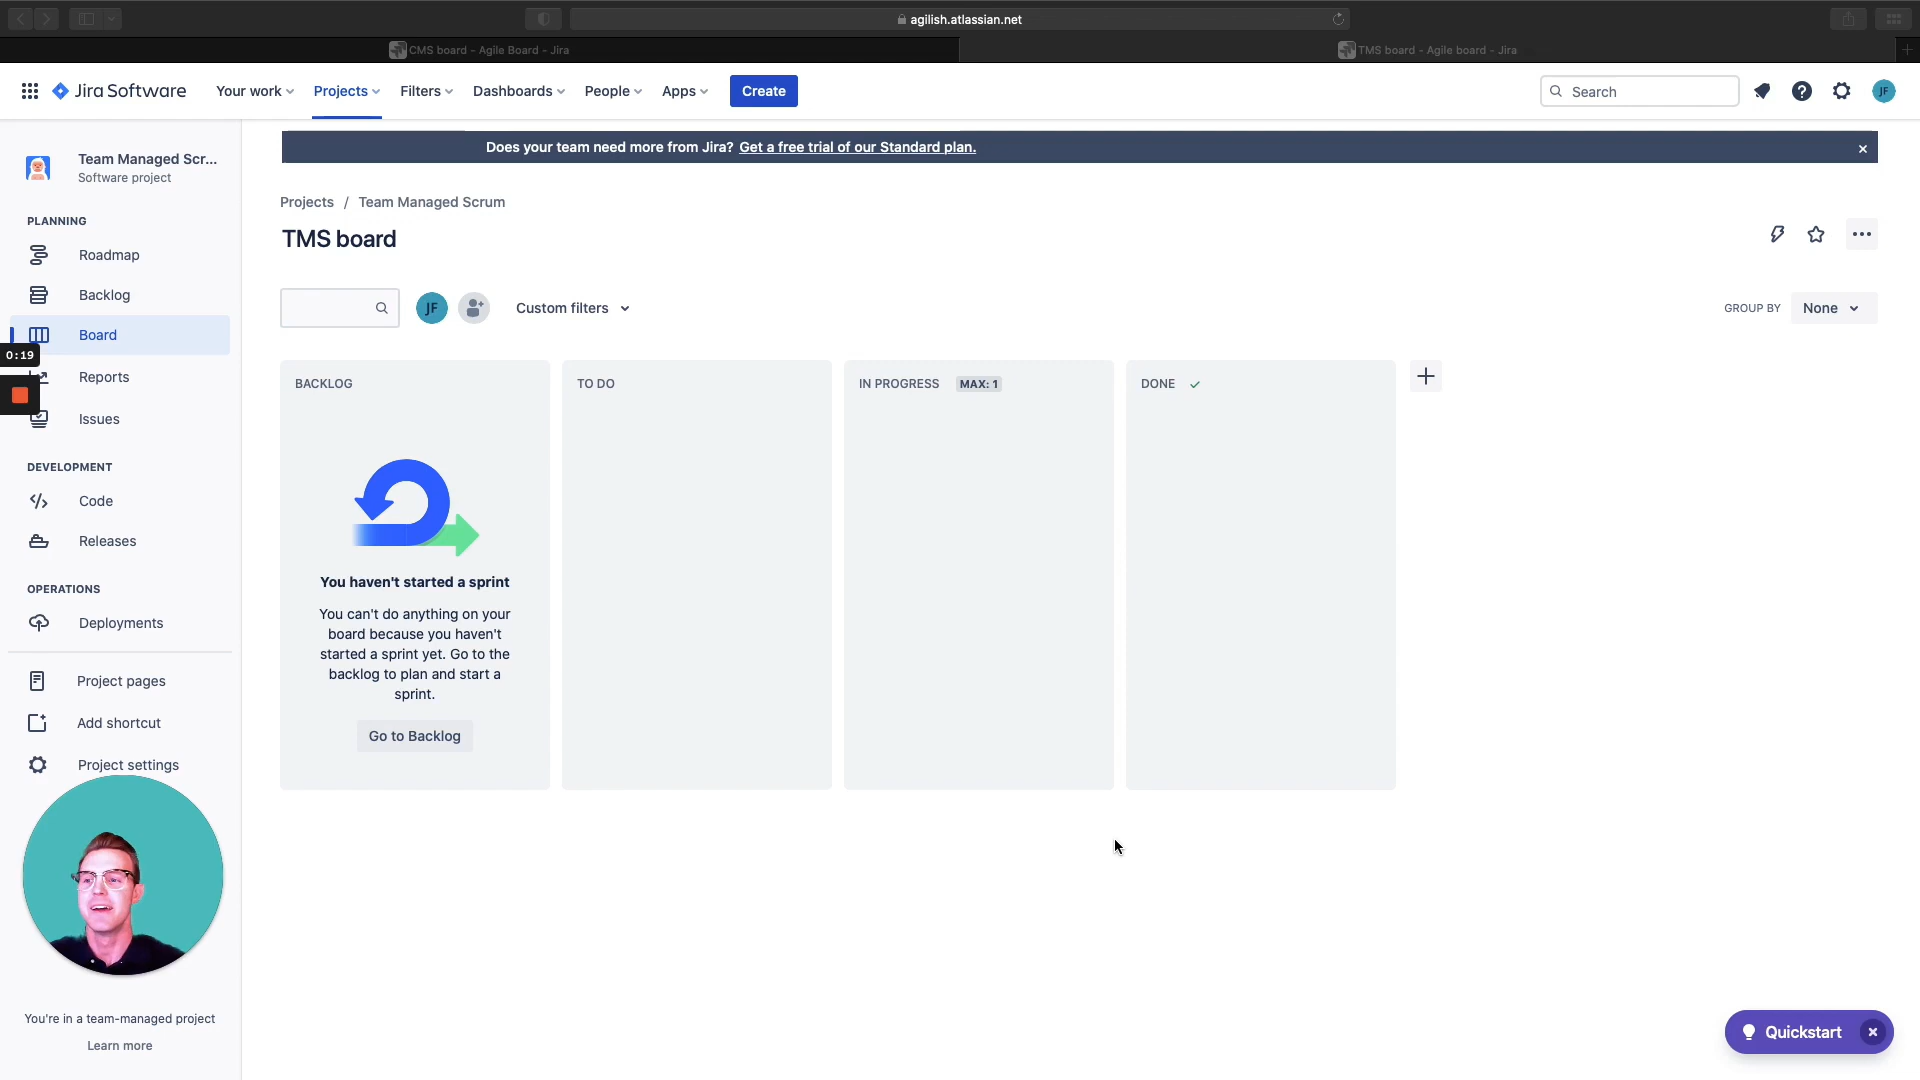 agilish.atlassian.net
CMS board - Agile Board - Jira
TMS board - Agile board - Jira
Jira Software
Your work
Projects
Filters
Dashboards
People
Apps
Create
Search
JF
Team Managed Scr...
Software project
Does your team need more from Jira? Get a free trial of our Standard plan.
PLANNING
Roadmap
Backlog
Board
0:19
Reports
Issues
DEVELOPMENT
Code
Releases
OPERATIONS
Deployments
Project pages
Add shortcut
Project settings
You're in a team-managed project
Learn more
Projects / Team Managed Scrum
TMS board
JF
Custom filters
GROUP BY
None
BACKLOG
TO DO
IN PROGRESS MAX: 1
DONE
You haven't started a sprint
You can't do anything on your
board because you haven't
started a sprint yet. Go to the
backlog to plan and start a
sprint.
Go to Backlog
Quickstart